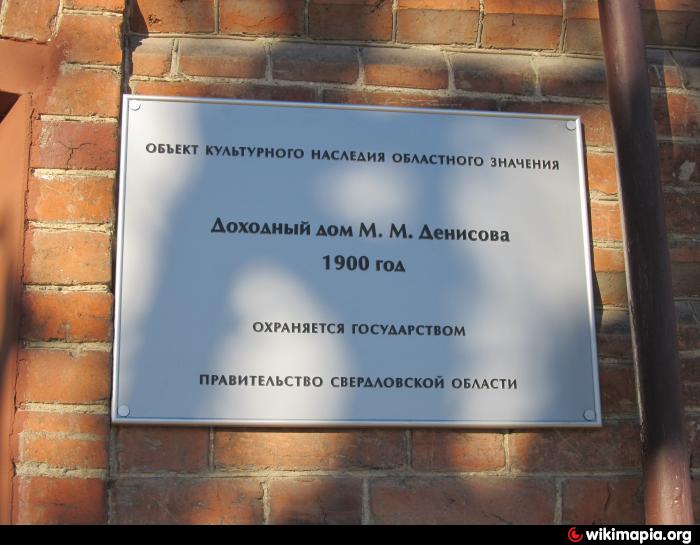 ОБЪЕКТ КУЛЬТУРНОГО НАСЛЕДИЯ ОБЛАСТНОГО ЗНАЧЕНИЯ
Доходный дом М. М. Денисова
1900 год
ОХРАНЯЕТСЯ ГОСУДАРСТВОМ
ПРАВИТЕЛЬСТВО СВЕРДЛОВСКОЙ ОБЛАСТИ
wikimapia.org